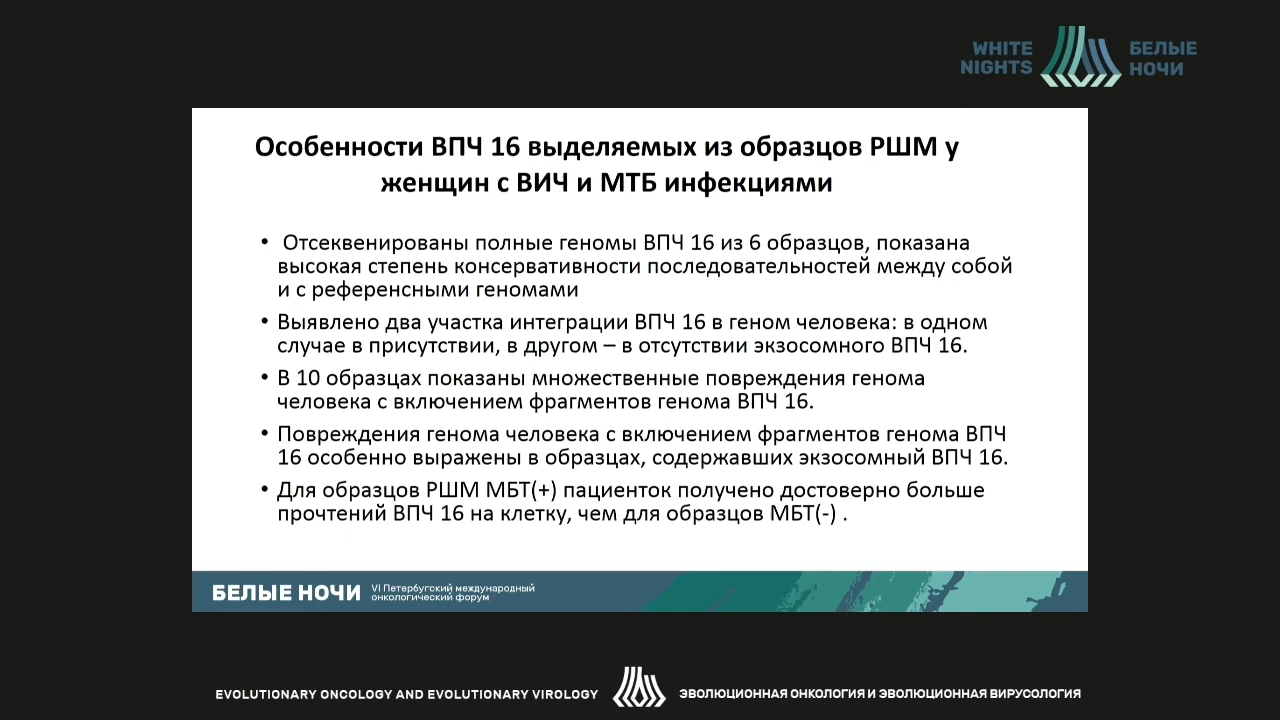 WHITE
NIGHTS
БЕЛЫЕ
НОЧИ
Особенности ВПЧ 16 выделяемых из образцов РШМ у
женщин с ВИЧ и МТБ инфекциями
• Отсеквенированы полные геномы ВПЧ 16 из 6 образцов, показана
высокая степень консервативности последовательностей между собой
и с референсными геномами
• Выявлено два участка интеграции ВПЧ 16 в геном человека: в одном
случае в присутствии, в другом – в отсутствии экзосомного ВПЧ 16.
• В 10 образцах показаны множественные повреждения генома
человека с включением фрагментов генома ВПЧ 16.
• Повреждения генома человека с включением фрагментов генома ВПЧ
16 особенно выражены в образцах, содержавших экзосомный ВПЧ 16.
• Для образцов РШМ МБТ(+) пациенток получено достоверно больше
прочтений ВПЧ 16 на клетку, чем для образцов МБТ(-) .
БЕЛЫЕ НОЧИ
VI Петербугский международный
онкологический форум
EVOLUTIONARY ONCOLOGY AND EVOLUTIONARY VIROLOGY
ЭВОЛЮЦИОННАЯ ОНКОЛОГИЯ И ЭВОЛЮЦИОННАЯ ВИРУСОЛОГИЯ